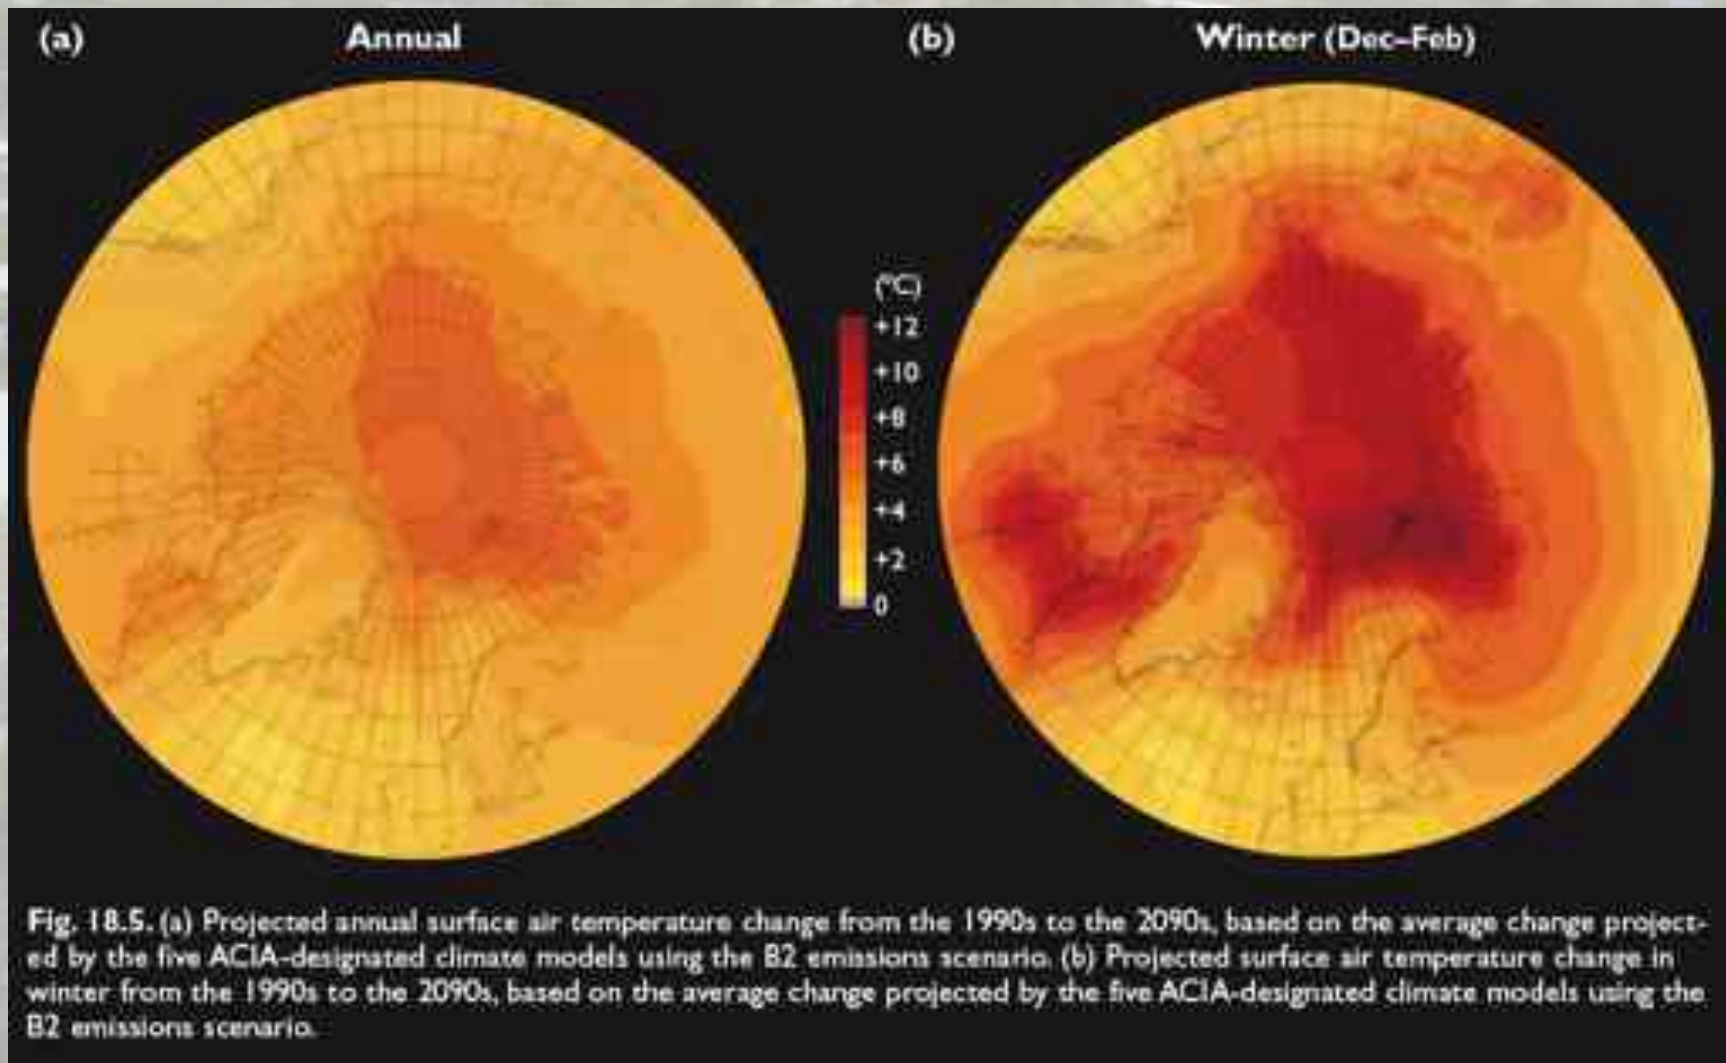 (a) Annual
(b) Winter (Dec–Feb)
(°C)
+12
+10
+8
+6
+4
+2
0
Fig. 18.5. (a) Projected annual surface air temperature change from the 1990s to the 2090s, based on the average change project-
ed by the five ACIA-designated climate models using the B2 emissions scenario. (b) Projected surface air temperature change in
winter from the 1990s to the 2090s, based on the average change projected by the five ACIA-designated climate models using the
B2 emissions scenario.